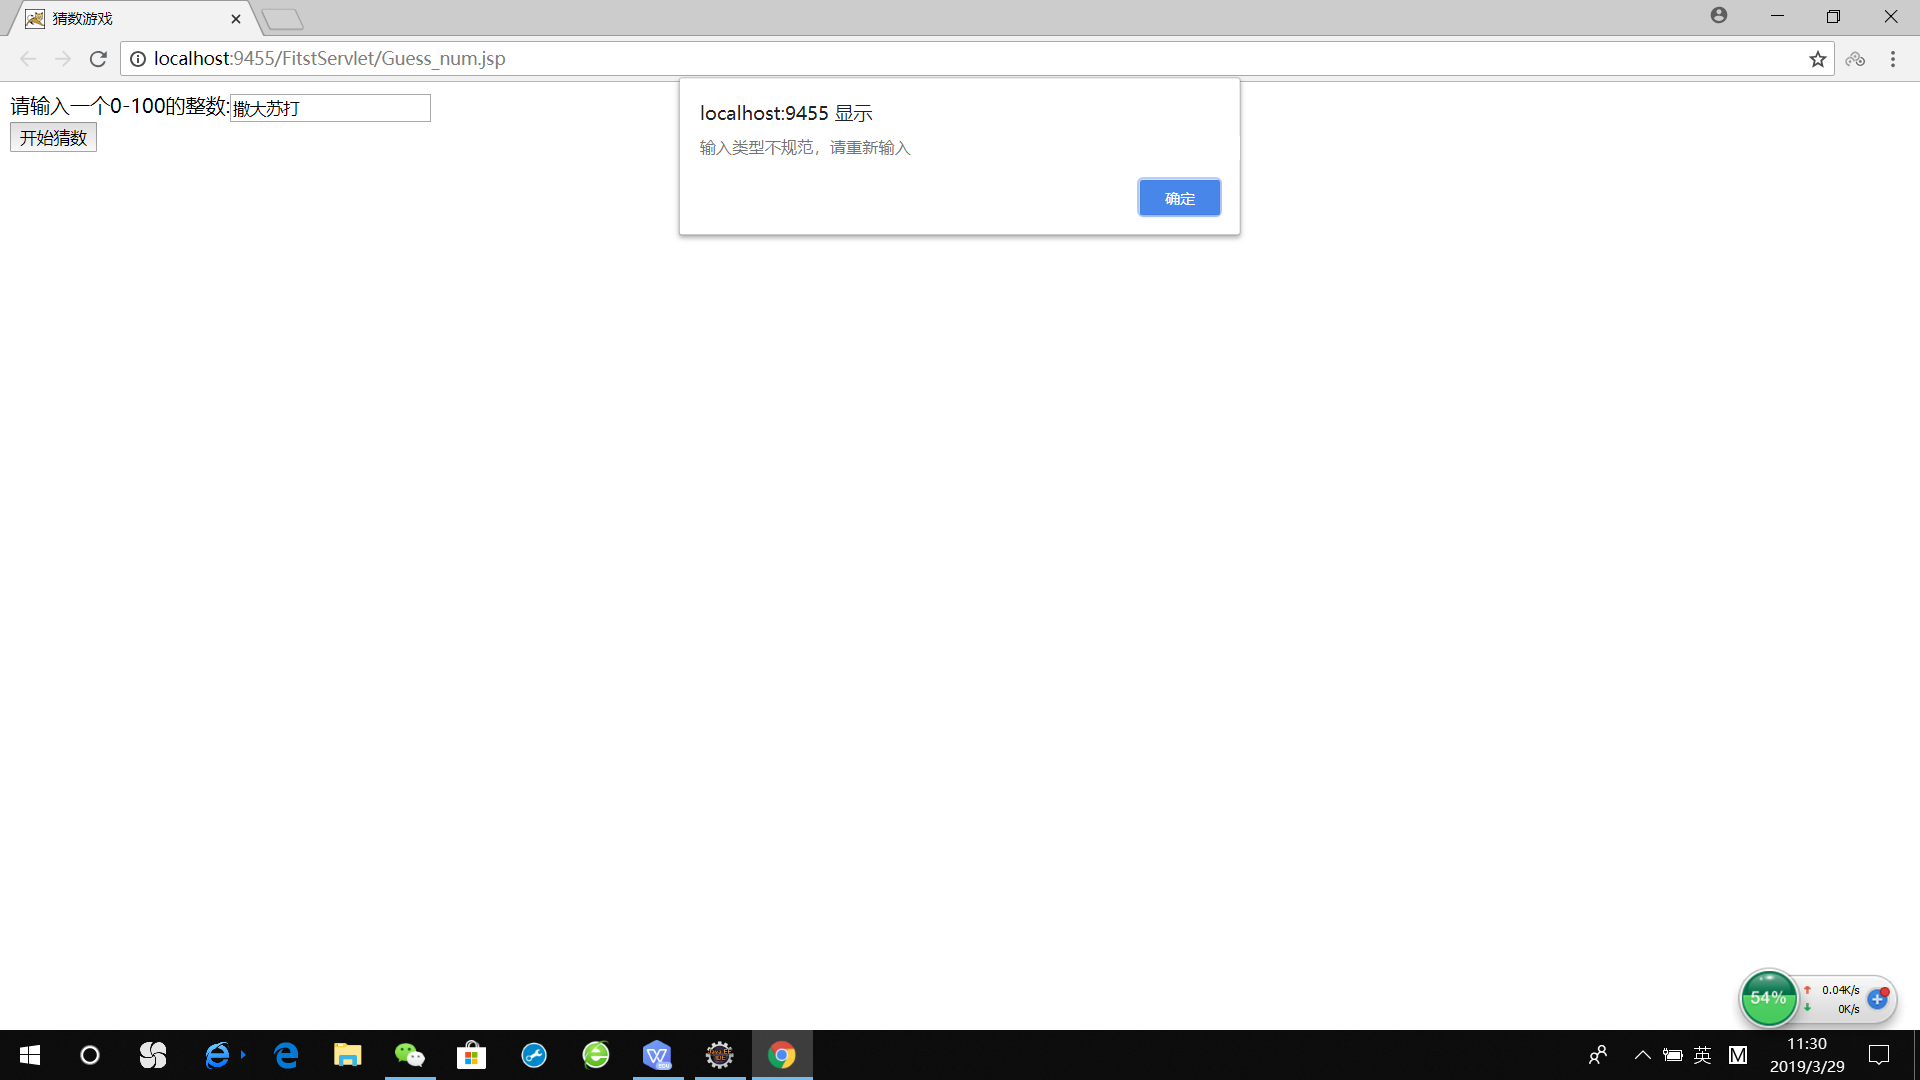 猜数游戏
localhost:9455/FitstServlet/Guess_num.jsp
请输入一个0-100的整数:撒大苏打
开始猜数
localhost:9455 显示
输入类型不规范，请重新输入
确定
54%
0.04K/s
0K/s
英
M
11:30
2019/3/29